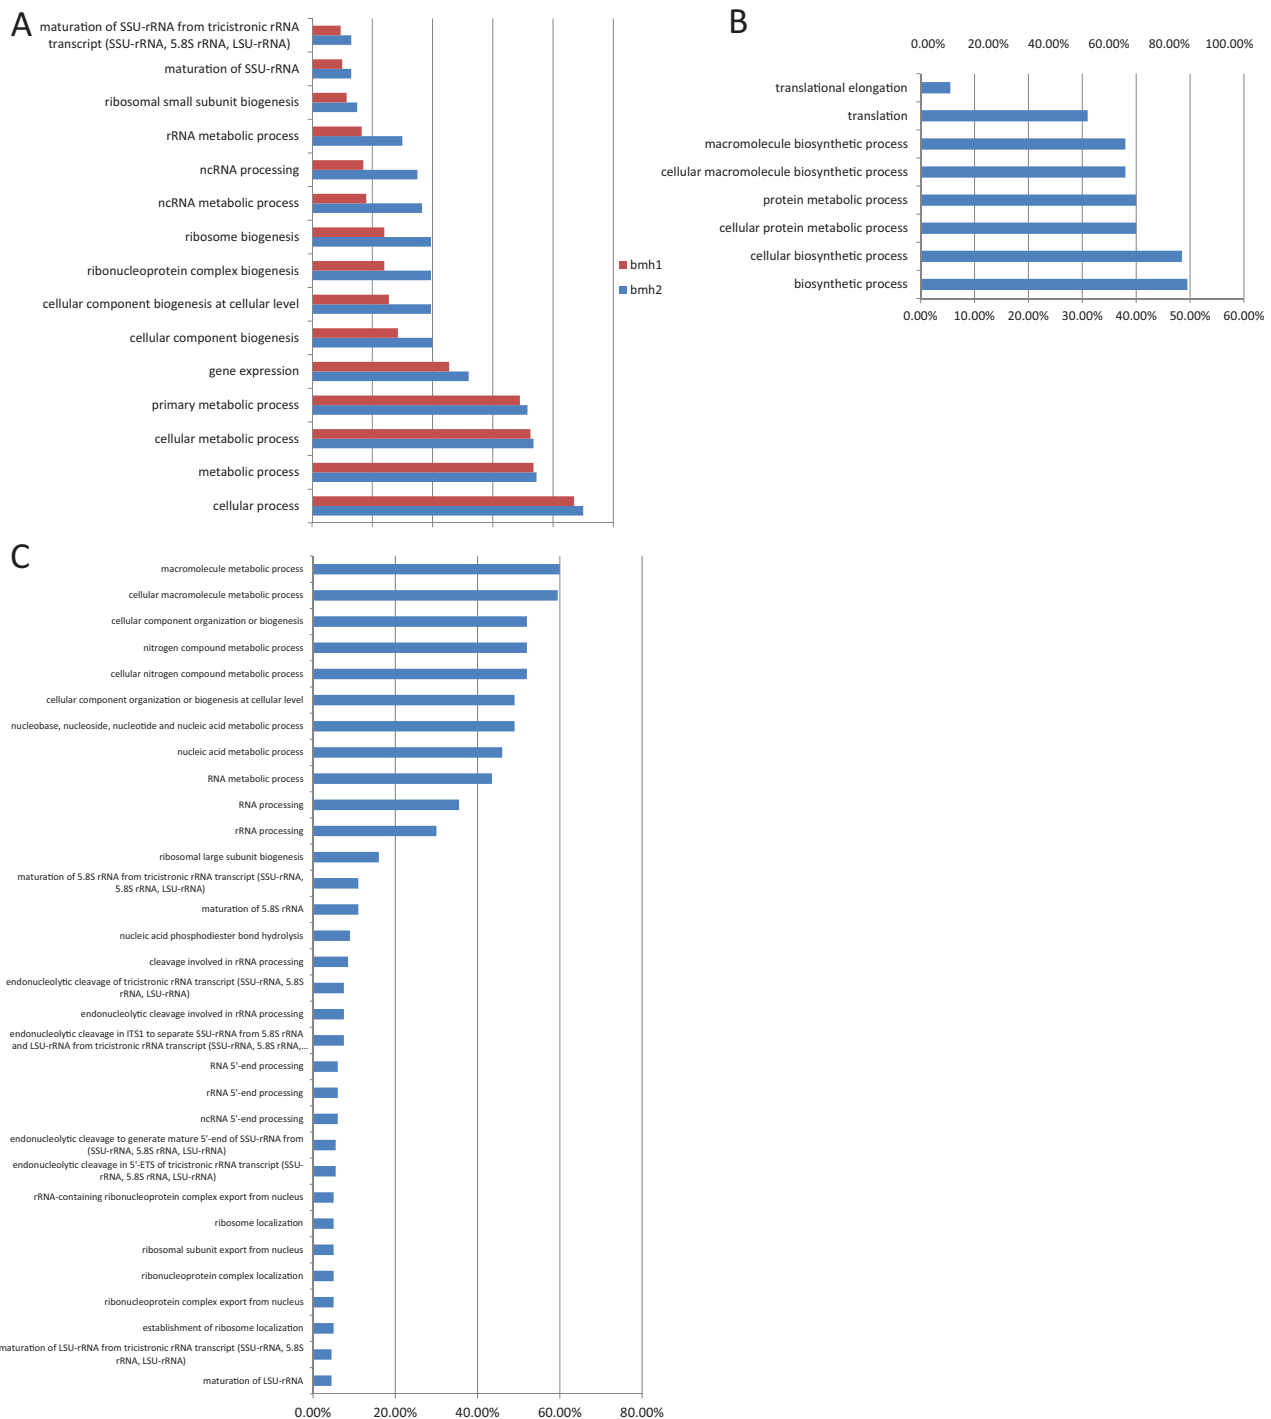 A
maturation of SSU-rRNA from tricistronic rRNA
transcript (SSU-rRNA, 5.8S rRNA, LSU-rRNA)
maturation of SSU-rRNA
ribosomal small subunit biogenesis
rRNA metabolic process
ncRNA processing
ncRNA metabolic process
ribosome biogenesis
ribonucleoprotein complex biogenesis
cellular component biogenesis at cellular level
cellular component biogenesis
gene expression
primary metabolic process
cellular metabolic process
metabolic process
cellular process
bmh1
bmh2
B
0.00% 20.00% 40.00% 60.00% 80.00% 100.00%
translational elongation
translation
macromolecule biosynthetic process
cellular macromolecule biosynthetic process
protein metabolic process
cellular protein metabolic process
cellular biosynthetic process
biosynthetic process
0.00% 10.00% 20.00% 30.00% 40.00% 50.00% 60.00%
C
macromolecule metabolic process
cellular macromolecule metabolic process
cellular component organization or biogenesis
nitrogen compound metabolic process
cellular nitrogen compound metabolic process
cellular component organization or biogenesis at cellular level
nucleobase, nucleoside, nucleotide and nucleic acid metabolic process
nucleic acid metabolic process
RNA metabolic process
RNA processing
rRNA processing
ribosomal large subunit biogenesis
maturation of 5.8S rRNA from tricistronic rRNA transcript (SSU-rRNA,
5.8S rRNA, LSU-rRNA)
maturation of 5.8S rRNA
nucleic acid phosphodiester bond hydrolysis
cleavage involved in rRNA processing
endonucleolytic cleavage of tricistronic rRNA transcript (SSU-rRNA, 5.8S
rRNA, LSU-rRNA)
endonucleolytic cleavage involved in rRNA processing
endonucleolytic cleavage in ITS1 to separate SSU-rRNA from 5.8S rRNA
and LSU-rRNA from tricistronic rRNA transcript (SSU-rRNA, 5.8S rRNA,...
RNA 5'-end processing
rRNA 5'-end processing
ncRNA 5'-end processing
endonucleolytic cleavage to generate mature 5'-end of SSU-rRNA from
(SSU-rRNA, 5.8S rRNA, LSU-rRNA)
endonucleolytic cleavage in 5'-ETS of tricistronic rRNA transcript (SSU-
rRNA, 5.8S rRNA, LSU-rRNA)
rRNA-containing ribonucleoprotein complex export from nucleus
ribosome localization
ribosomal subunit export from nucleus
ribonucleoprotein complex localization
ribonucleoprotein complex export from nucleus
establishment of ribosome localization
maturation of LSU-rRNA from tricistronic rRNA transcript (SSU-rRNA, 5.8S
rRNA, LSU-rRNA)
maturation of LSU-rRNA
0.00% 20.00% 40.00% 60.00% 80.00%